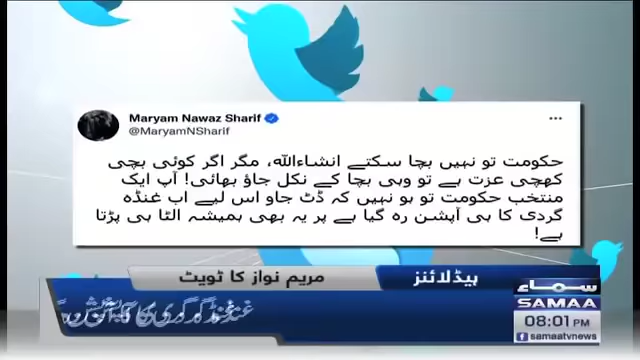 Maryam Nawaz Sharif
@MaryamNSharif
حکومت تو نہیں بچا سکتے انشاءاللّٰہ، مگر اگر کوئی بچی
کھچی عزت ہے تو وہی بچا کے نکل جاؤ بھائی! آپ ایک
منتخب حکومت تو ہو نہیں کہ ڈٹ جاو اس لیے اب غنڈہ
گردی کا ہی آپشن رہ گیا ہے پر یہ بھی ہمیشہ الٹا ہی پڑتا
ہے!
ہیڈلائنز
مریم نواز کا ٹویٹ
سماء
SAMAA
08:01 PM
samaatvnews